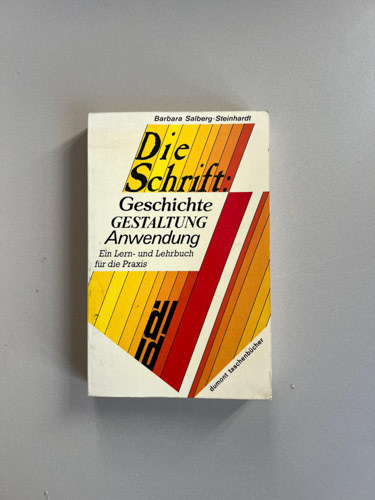 Barbara Salberg-Steinhardt
Die
Schrift:
Geschichte
GESTALTUNG
Anwendung
Ein Lern- und Lehrbuch
für die Praxis
dumont taschenbücher